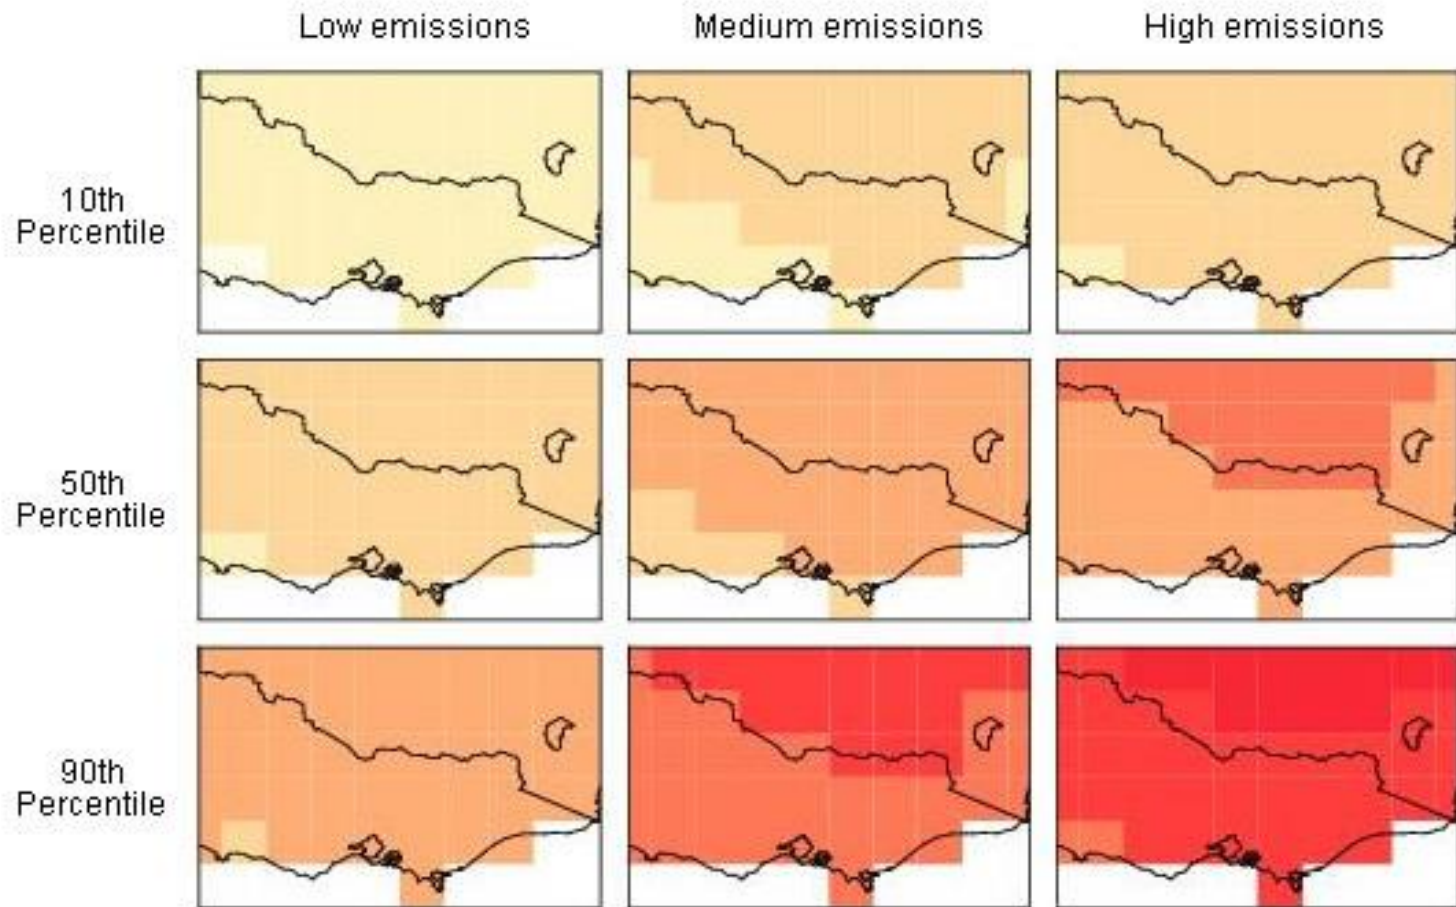 Low emissions
Medium emissions
High emissions
10th
Percentile
50th
Percentile
90th
Percentile